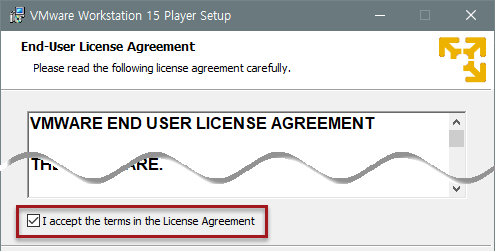 VMware Workstation 15 Player Setup
End-User License Agreement
Please read the following license agreement carefully.
VMWARE END USER LICENSE AGREEMENT
I accept the terms in the License Agreement